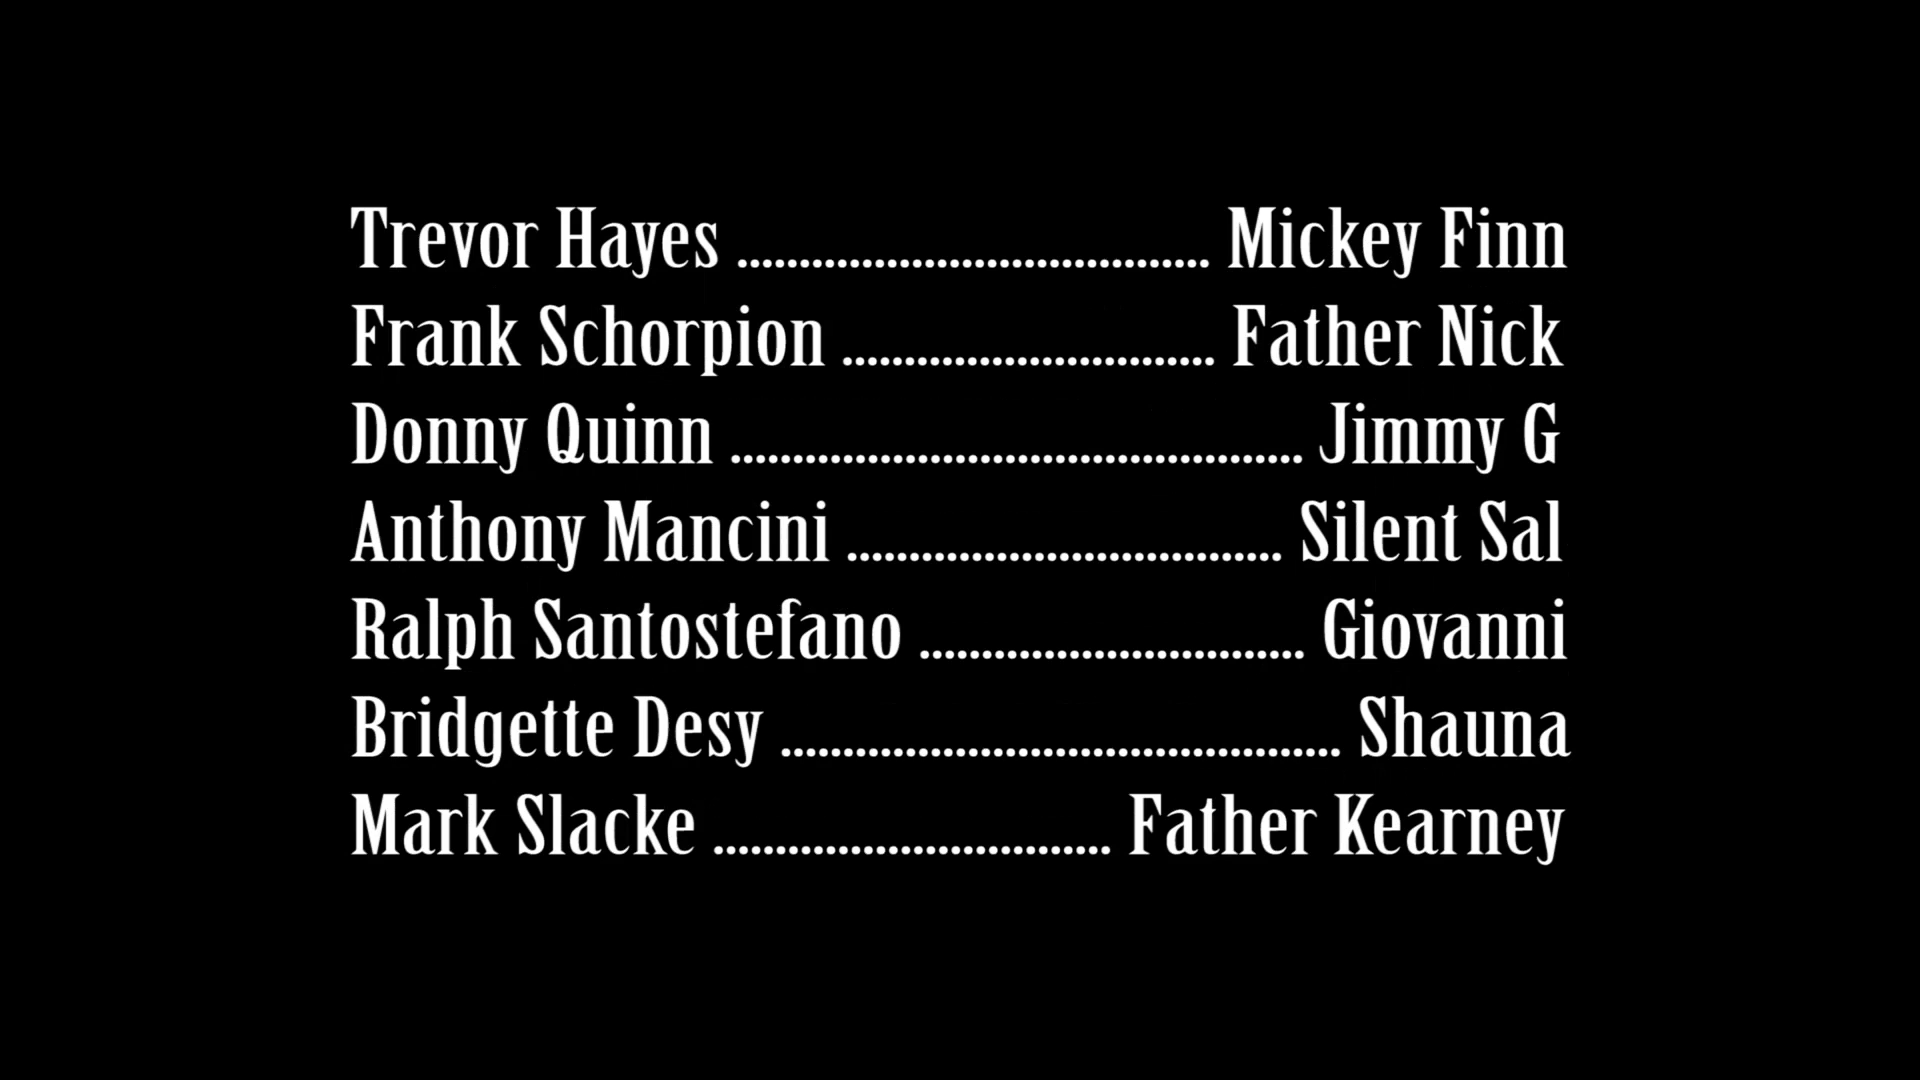 Trevor Hayes ...................................... Mickey Finn
Frank Schorpion .............................. Father Nick
Donny Quinn .............................................. Jimmy G
Anthony Mancini ................................... Silent Sal
Ralph Santostefano ............................... Giovanni
Bridgette Desy ............................................. Shauna
Mark Slacke ................................ Father Kearney